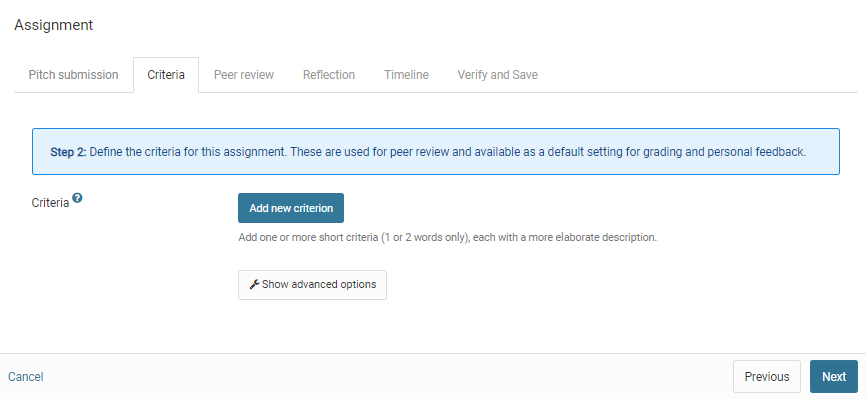 Assignment
Pitch submission Criteria Peer review Reflection Timeline Verify and Save
Step 2: Define the criteria for this assignment. These are used for peer review and available as a default setting for grading and personal feedback.
Criteria ?
Add new criterion
Add one or more short criteria (1 or 2 words only), each with a more elaborate description.
Show advanced options
Cancel Previous Next